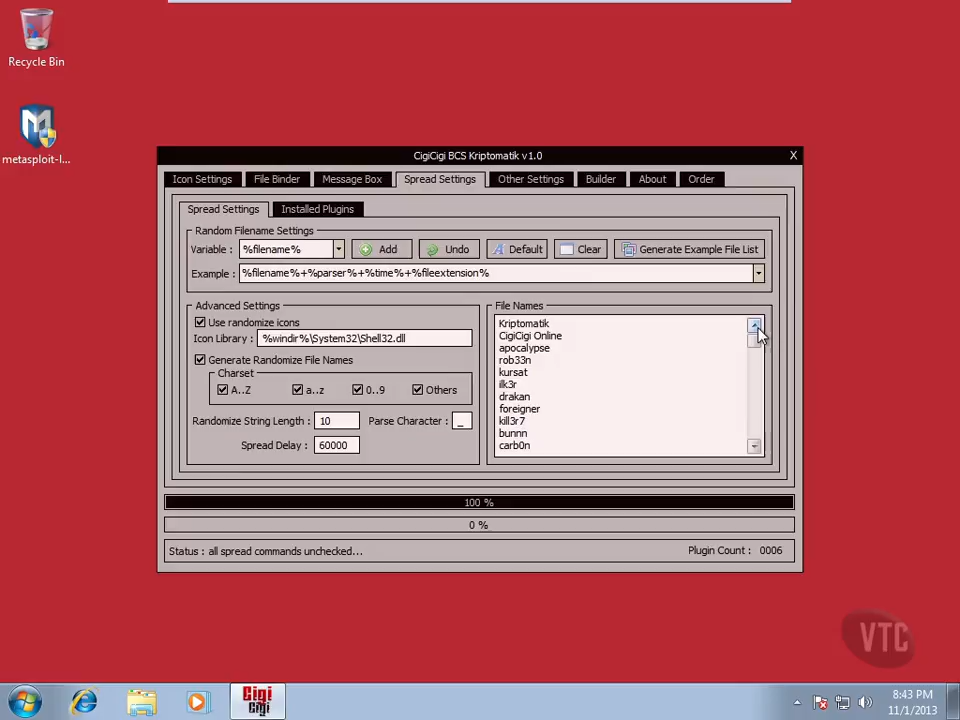 Recycle Bin
metasploit-l...
CigiCigi BCS Kriptomatik v1.0
X
Icon Settings
File Binder
Message Box
Spread Settings
Other Settings
Builder
About
Order
Spread Settings
Installed Plugins
Random Filename Settings
Variable : %filename%
Add
Undo
Default
Clear
Generate Example File List
Example : %filename%+%parser%+%time%+%fileextension%
Advanced Settings
Use randomize icons
Icon Library : %windir%\System32\Shell32.dll
Generate Randomize File Names
Charset
A..Z
a..z
0..9
Others
Randomize String Length : 10
Parse Character : _
Spread Delay : 60000
File Names
Kriptomatik
CigiCigi Online
apocalypse
rob33n
kursat
ilk3r
drakan
foreigner
kill3r7
bunnn
carb0n
100 %
0 %
Status : all spread commands unchecked...
Plugin Count : 0006
VTC
Cigi
Cigi
8:43 PM
11/1/2013